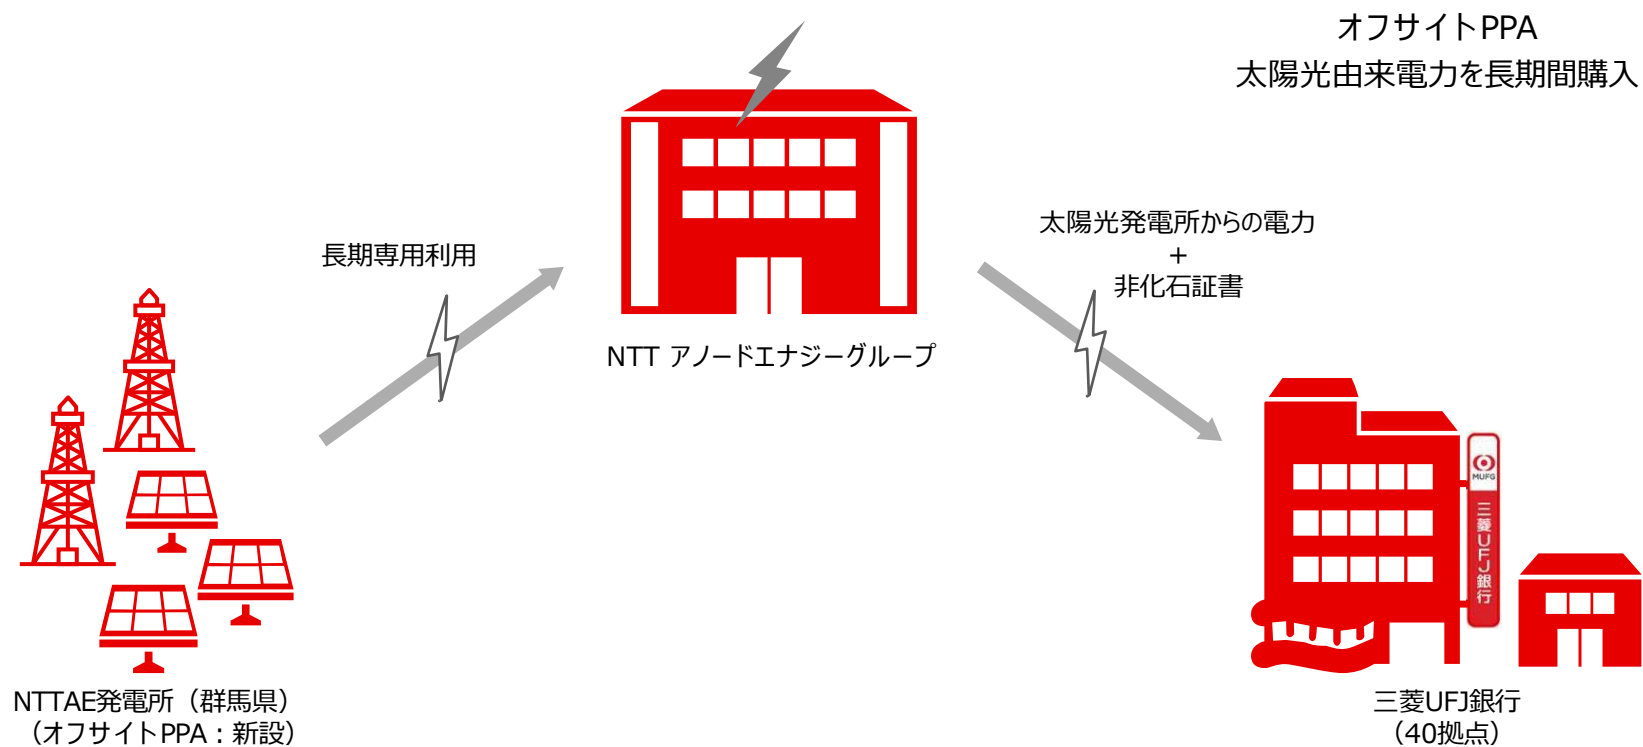 オフサイトPPA
太陽光由来電力を長期間購入
長期専用利用
太陽光発電所からの電力
+
非化石証書
NTT アノードエナジーグループ
MUFG
三菱UFJ銀行
NTTAE発電所（群馬県）
（オフサイトPPA：新設）
三菱UFJ銀行
（40拠点）